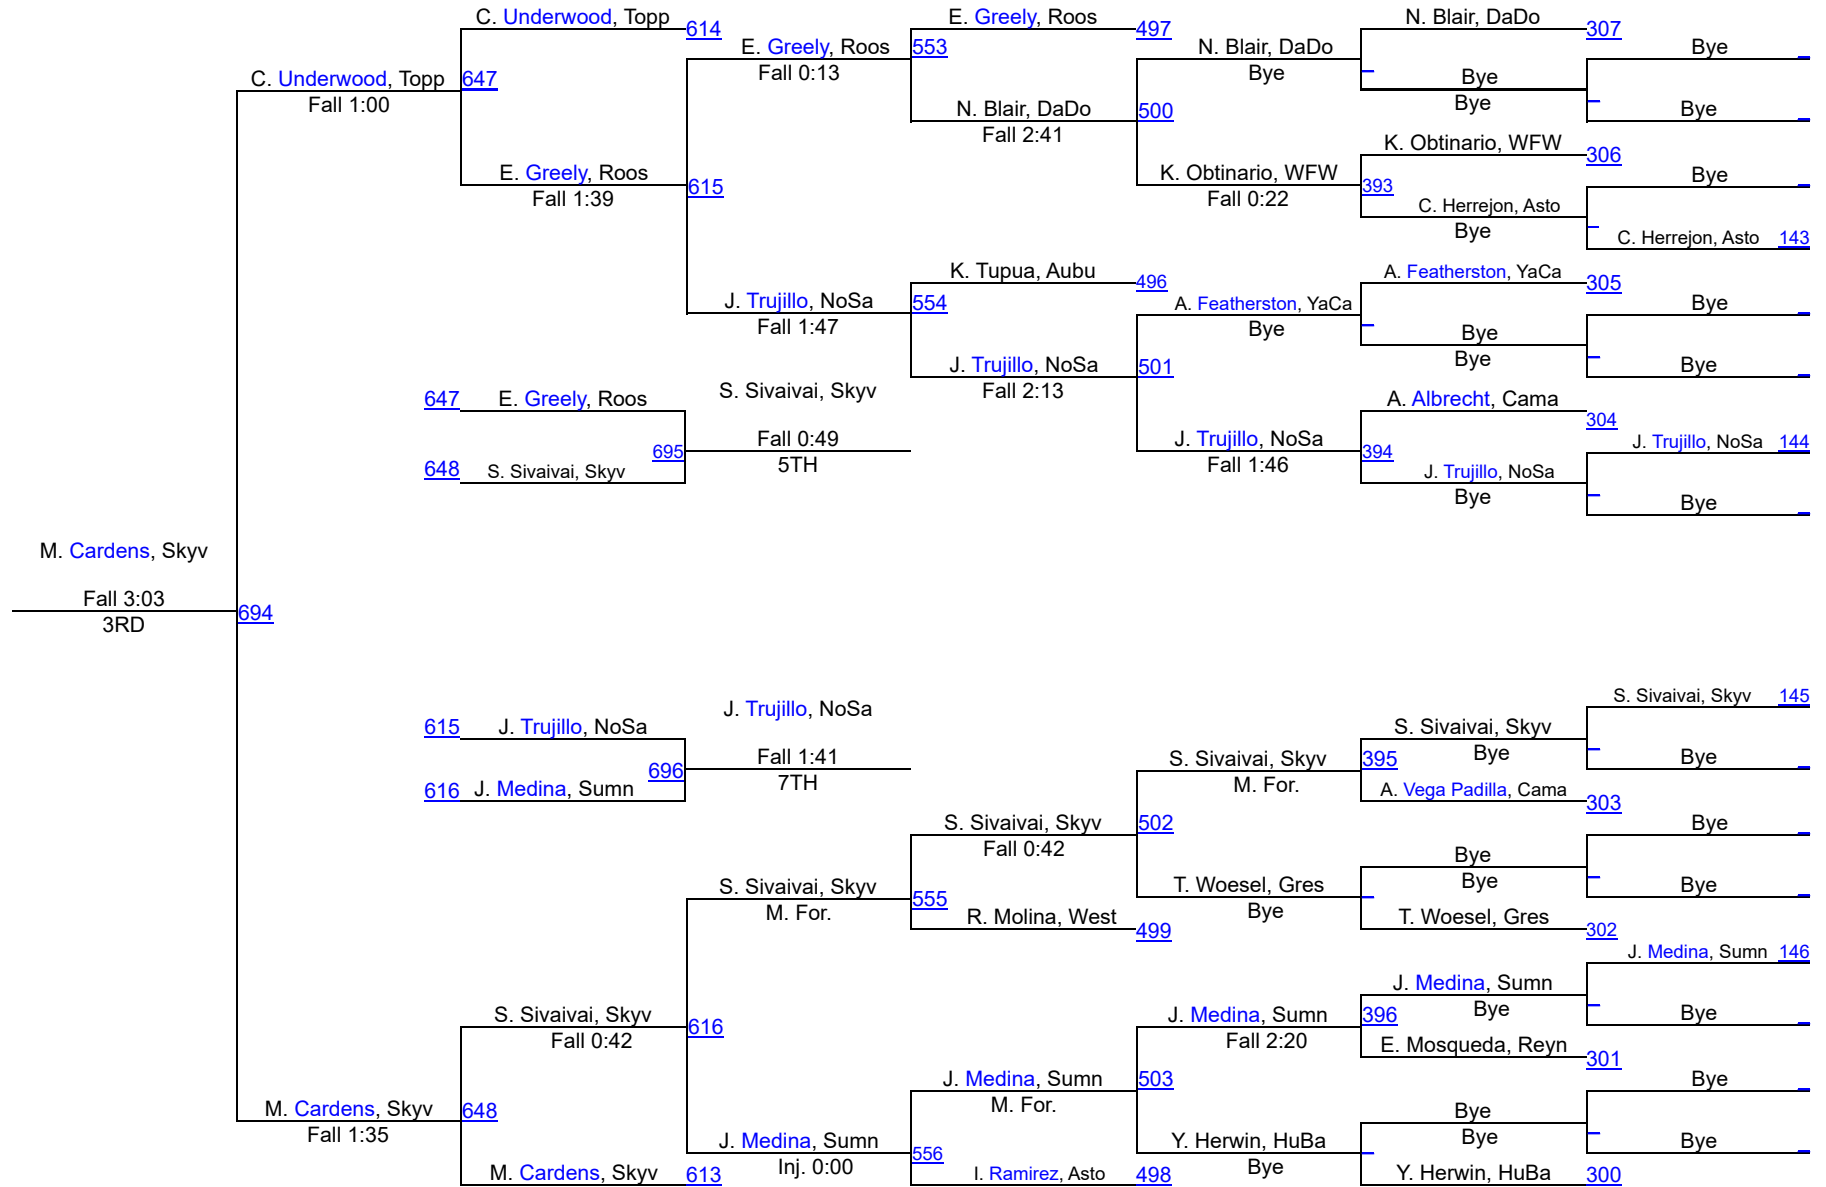 C. Underwood, Topp
614
E. Greely, Roos
497
N. Blair, DaDo
307
C. Underwood, Topp
Fall 1:00
647
E. Greely, Roos
Fall 0:13
553
N. Blair, DaDo
Bye
Bye
Bye
Bye
N. Blair, DaDo
Fall 2:41
500
Bye
K. Obtinario, WFW
306
E. Greely, Roos
Fall 1:39
615
K. Obtinario, WFW
Fall 0:22
393
Bye
C. Herrejon, Asto
Bye
C. Herrejon, Asto 143
K. Tupua, Aubu
496
A. Featherston, YaCa
305
J. Trujillo, NoSa
Fall 1:47
554
A. Featherston, YaCa
Bye
Bye
Bye
Bye
J. Trujillo, NoSa
Fall 2:13
501
Bye
647 E. Greely, Roos
S. Sivaivai, Skyv
A. Albrecht, Cama
304
695
Fall 0:49
5TH
J. Trujillo, NoSa
Fall 1:46
394
J. Trujillo, NoSa 144
648 S. Sivaivai, Skyv
J. Trujillo, NoSa
Bye
Bye
M. Cardens, Skyv
Fall 3:03
3RD
694
S. Sivaivai, Skyv 145
615 J. Trujillo, NoSa
J. Trujillo, NoSa
S. Sivaivai, Skyv
Bye
696
Fall 1:41
7TH
S. Sivaivai, Skyv
M. For.
395
Bye
616 J. Medina, Sumn
A. Vega Padilla, Cama
303
S. Sivaivai, Skyv
Fall 0:42
502
Bye
Bye
Bye
S. Sivaivai, Skyv
M. For.
555
T. Woesel, Gres
Bye
Bye
R. Molina, West
499
T. Woesel, Gres
302
J. Medina, Sumn 146
J. Medina, Sumn
Bye
S. Sivaivai, Skyv
Fall 0:42
616
J. Medina, Sumn
Fall 2:20
396
Bye
E. Mosqueda, Reyn
301
J. Medina, Sumn
M. For.
503
Bye
M. Cardens, Skyv
Fall 1:35
648
Bye
Bye
J. Medina, Sumn
Inj. 0:00
556
Y. Herwin, HuBa
Bye
Bye
M. Cardens, Skyv
613
I. Ramirez, Asto
498
Y. Herwin, HuBa
300